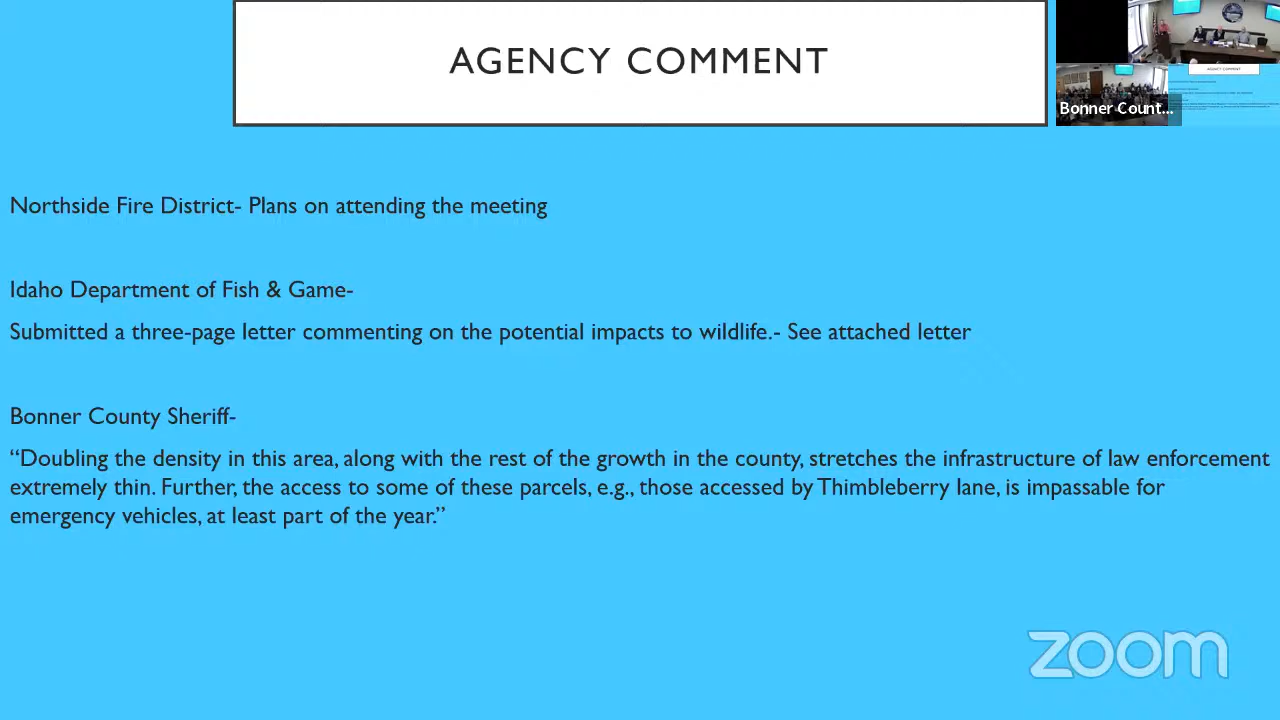 AGENCY COMMENT
Bonner Count...
Northside Fire District- Plans on attending the meeting
Idaho Department of Fish & Game-
Submitted a three-page letter commenting on the potential impacts to wildlife.- See attached letter
Bonner County Sheriff-
“Doubling the density in this area, along with the rest of the growth in the county, stretches the infrastructure of law enforcement
extremely thin. Further, the access to some of these parcels, e.g., those accessed by Thimbleberry lane, is impassable for
emergency vehicles, at least part of the year.”
zoom